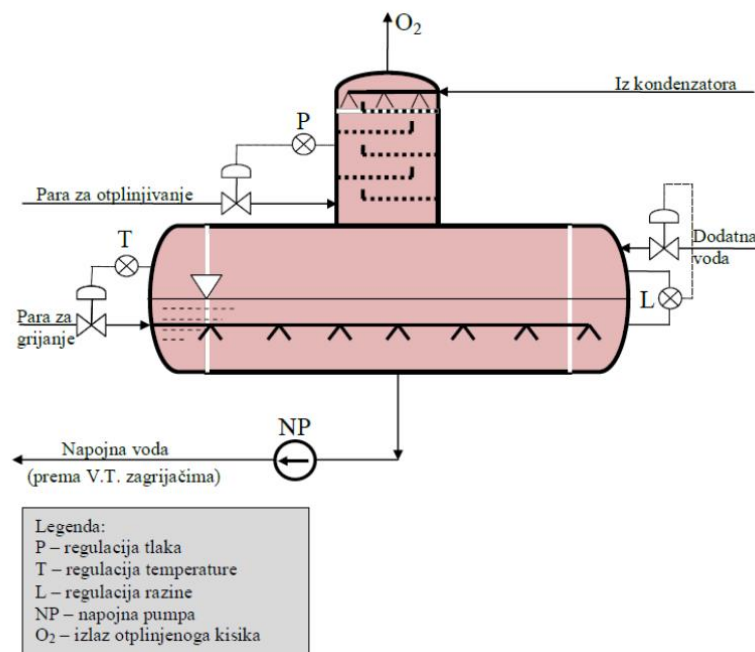 O2
Iz kondenzatora
P
Para za otplinjivanje
T
Dodatna
voda
L
Para za
grijanje
NP
Napojna voda
(prema V.T. zagrijačima)
Legenda:
P – regulacija tlaka
T – regulacija temperature
L – regulacija razine
NP – napojna pumpa
O2 – izlaz otplinjenoga kisika